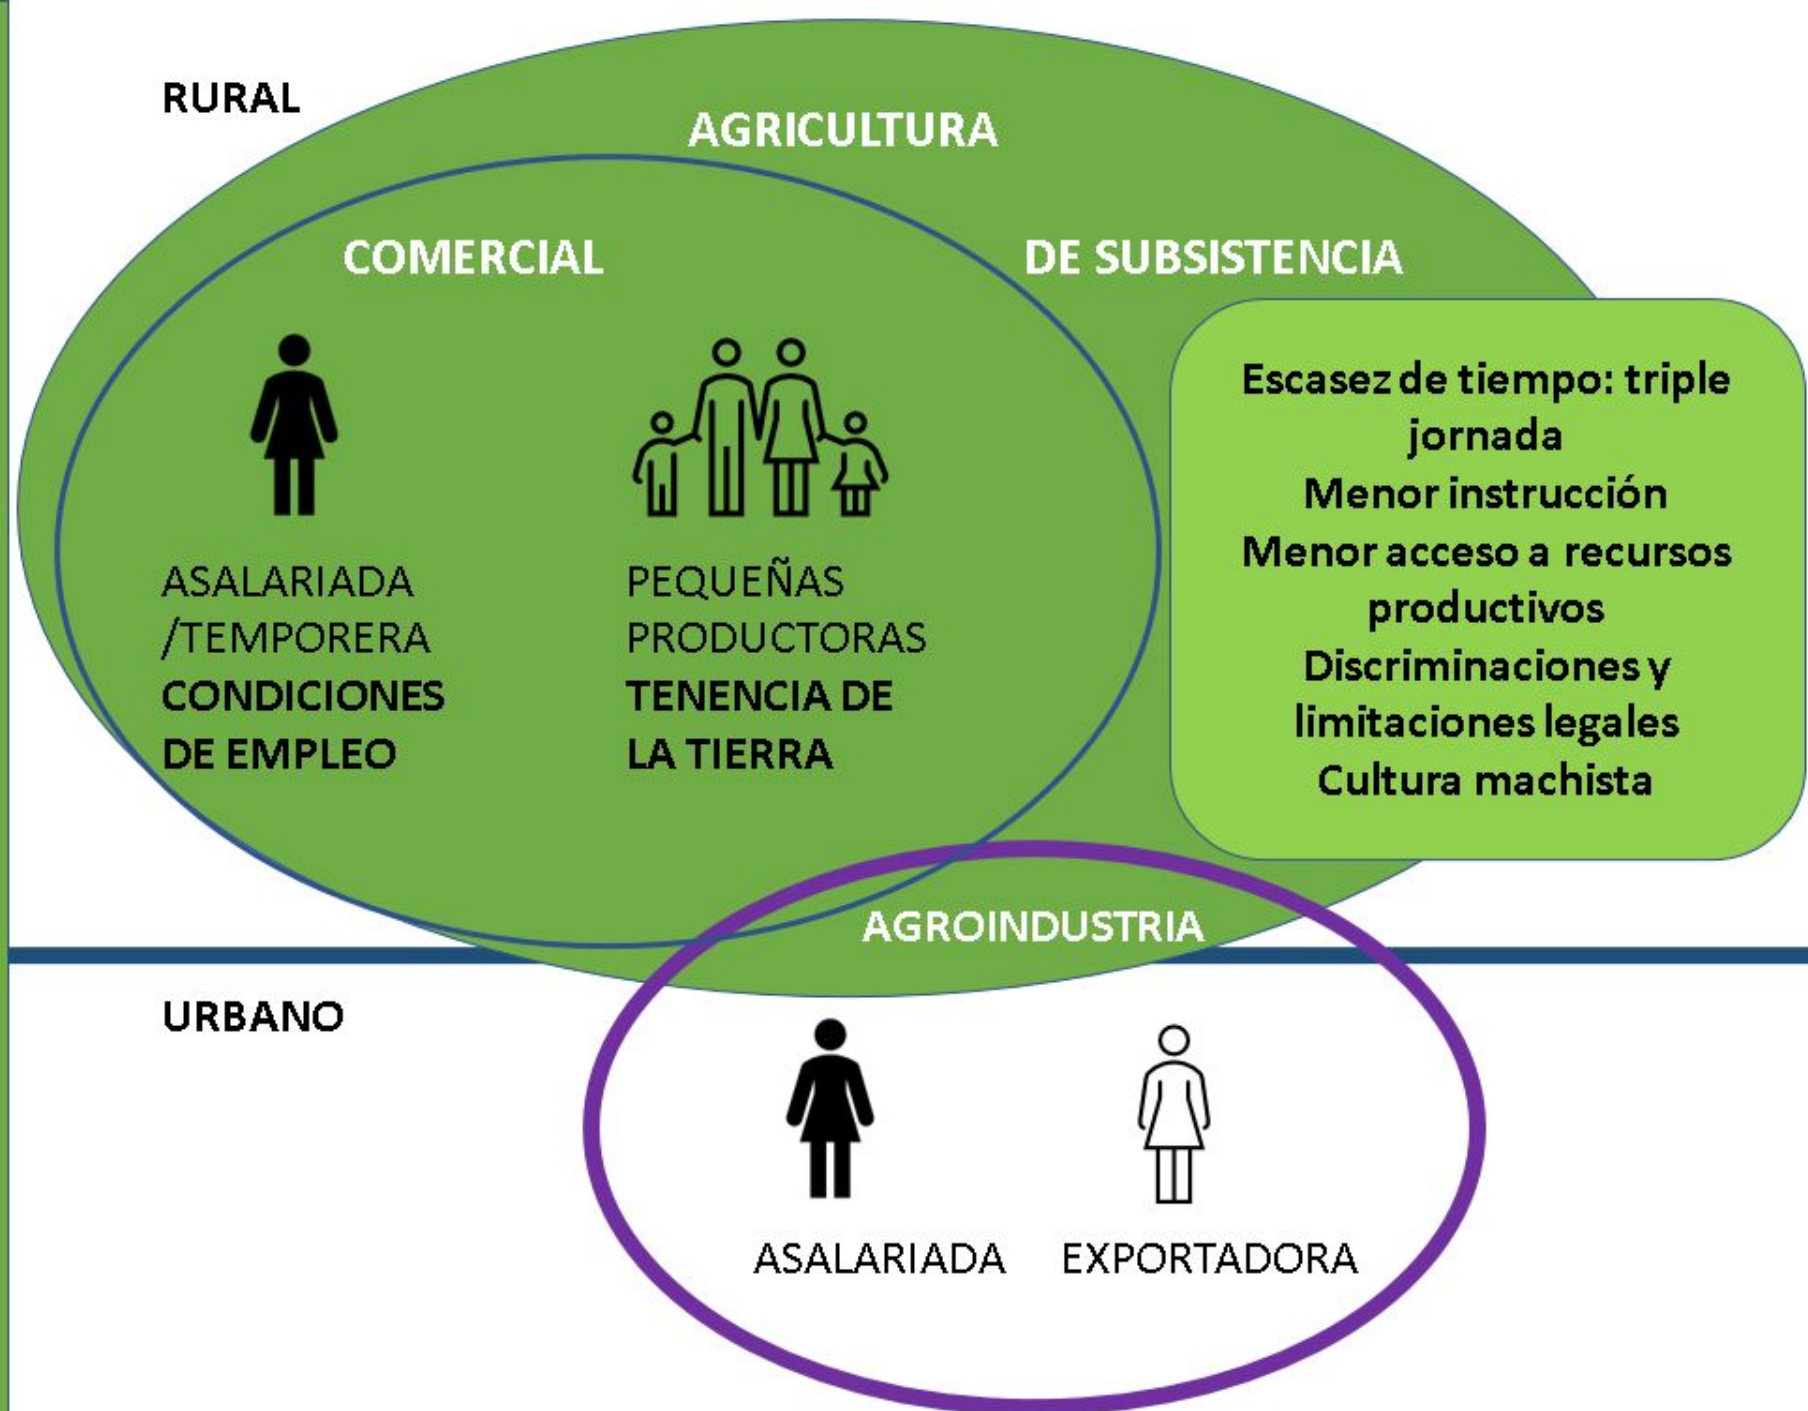 RURAL
AGRICULTURA
COMERCIAL
DE SUBSISTENCIA
ASALARIADA
/TEMPORERA
CONDICIONES
DE EMPLEO
PEQUEÑAS
PRODUCTORAS
TENENCIA DE
LA TIERRA
Escasez de tiempo: triple
jornada
Menor instrucción
Menor acceso a recursos
productivos
Discriminaciones y
limitaciones legales
Cultura machista
AGROINDUSTRIA
URBANO
ASALARIADA
EXPORTADORA